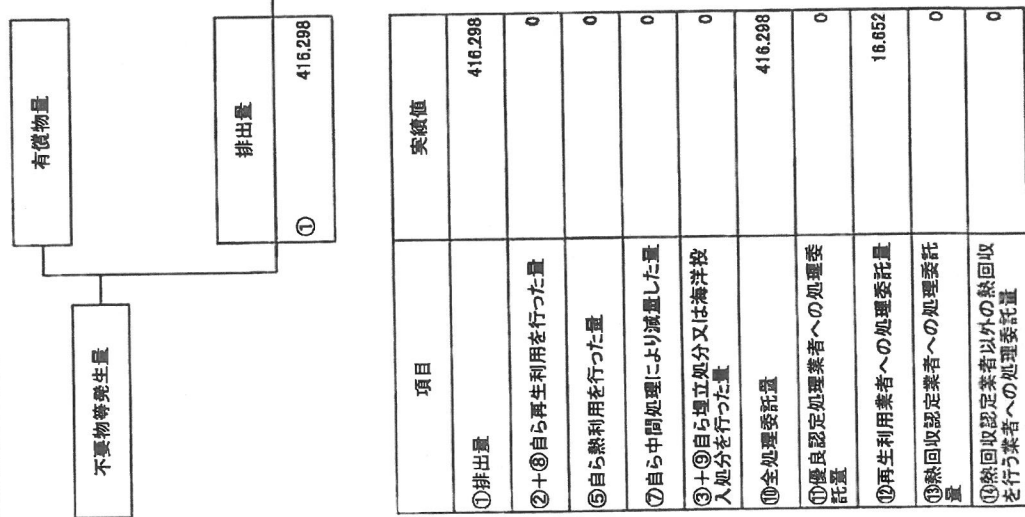 不要物等発生量
有償物量
排出量
① 416.298
項目 実績値
①排出量 416.298
②+⑧自ら再生利用を行った量 0
⑤自ら熱利用を行った量 0
⑦自ら中間処理により減量した量 0
③+⑨自ら埋立処分又は海洋投
入処分を行った量 0
⑩全処理委託量 416.298
⑪優良認定処理業者への処理委
託量 0
⑫再生利用業者への処理委託量 16.652
⑬熱回収認定業者への処理委託
量 0
⑭熱回収認定業者以外の熱回収
を行う業者への処理委託量 0